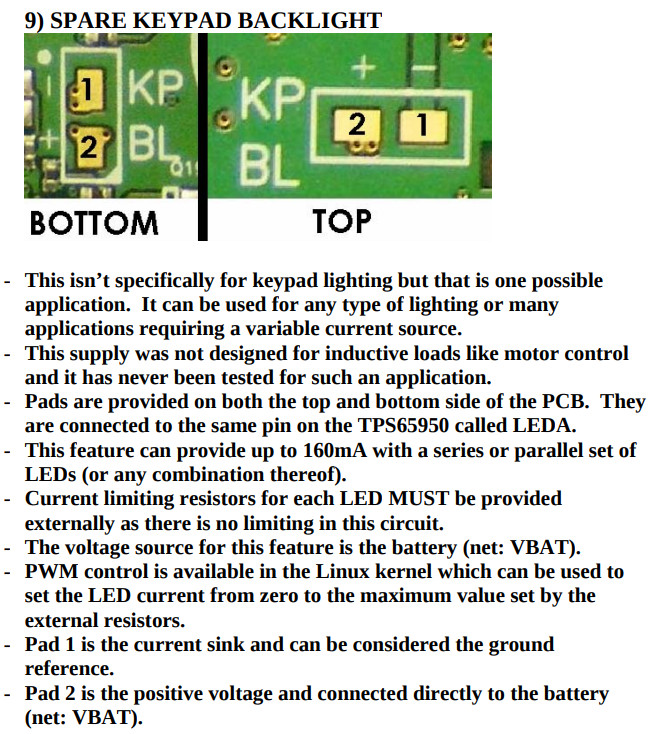 9) SPARE KEYPAD BACKLIGHT
1 KP
+ 2 BL
Q1
BOTTOM
+ −
KP 2 1
BL
TOP
- This isn’t specifically for keypad lighting but that is one possible
application. It can be used for any type of lighting or many
applications requiring a variable current source.
- This supply was not designed for inductive loads like motor control
and it has never been tested for such an application.
- Pads are provided on both the top and bottom side of the PCB. They
are connected to the same pin on the TPS65950 called LEDA.
- This feature can provide up to 160mA with a series or parallel set of
LEDs (or any combination thereof).
- Current limiting resistors for each LED MUST be provided
externally as there is no limiting in this circuit.
- The voltage source for this feature is the battery (net: VBAT).
- PWM control is available in the Linux kernel which can be used to
set the LED current from zero to the maximum value set by the
external resistors.
- Pad 1 is the current sink and can be considered the ground
reference.
- Pad 2 is the positive voltage and connected directly to the battery
(net: VBAT).